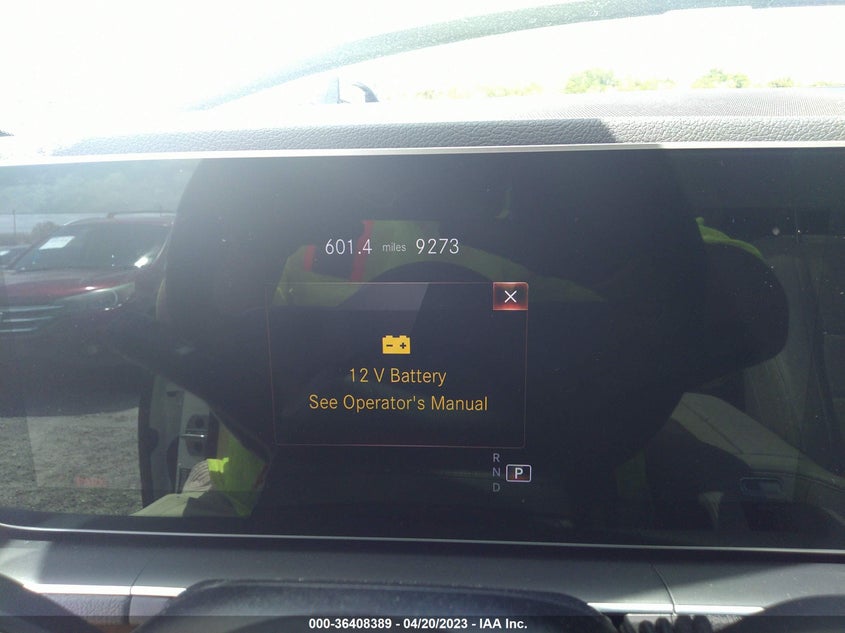 601.4 miles 9273
12 V Battery
See Operator's Manual
R
N P
D
000-36408389 - 04/20/2023 - IAA Inc.